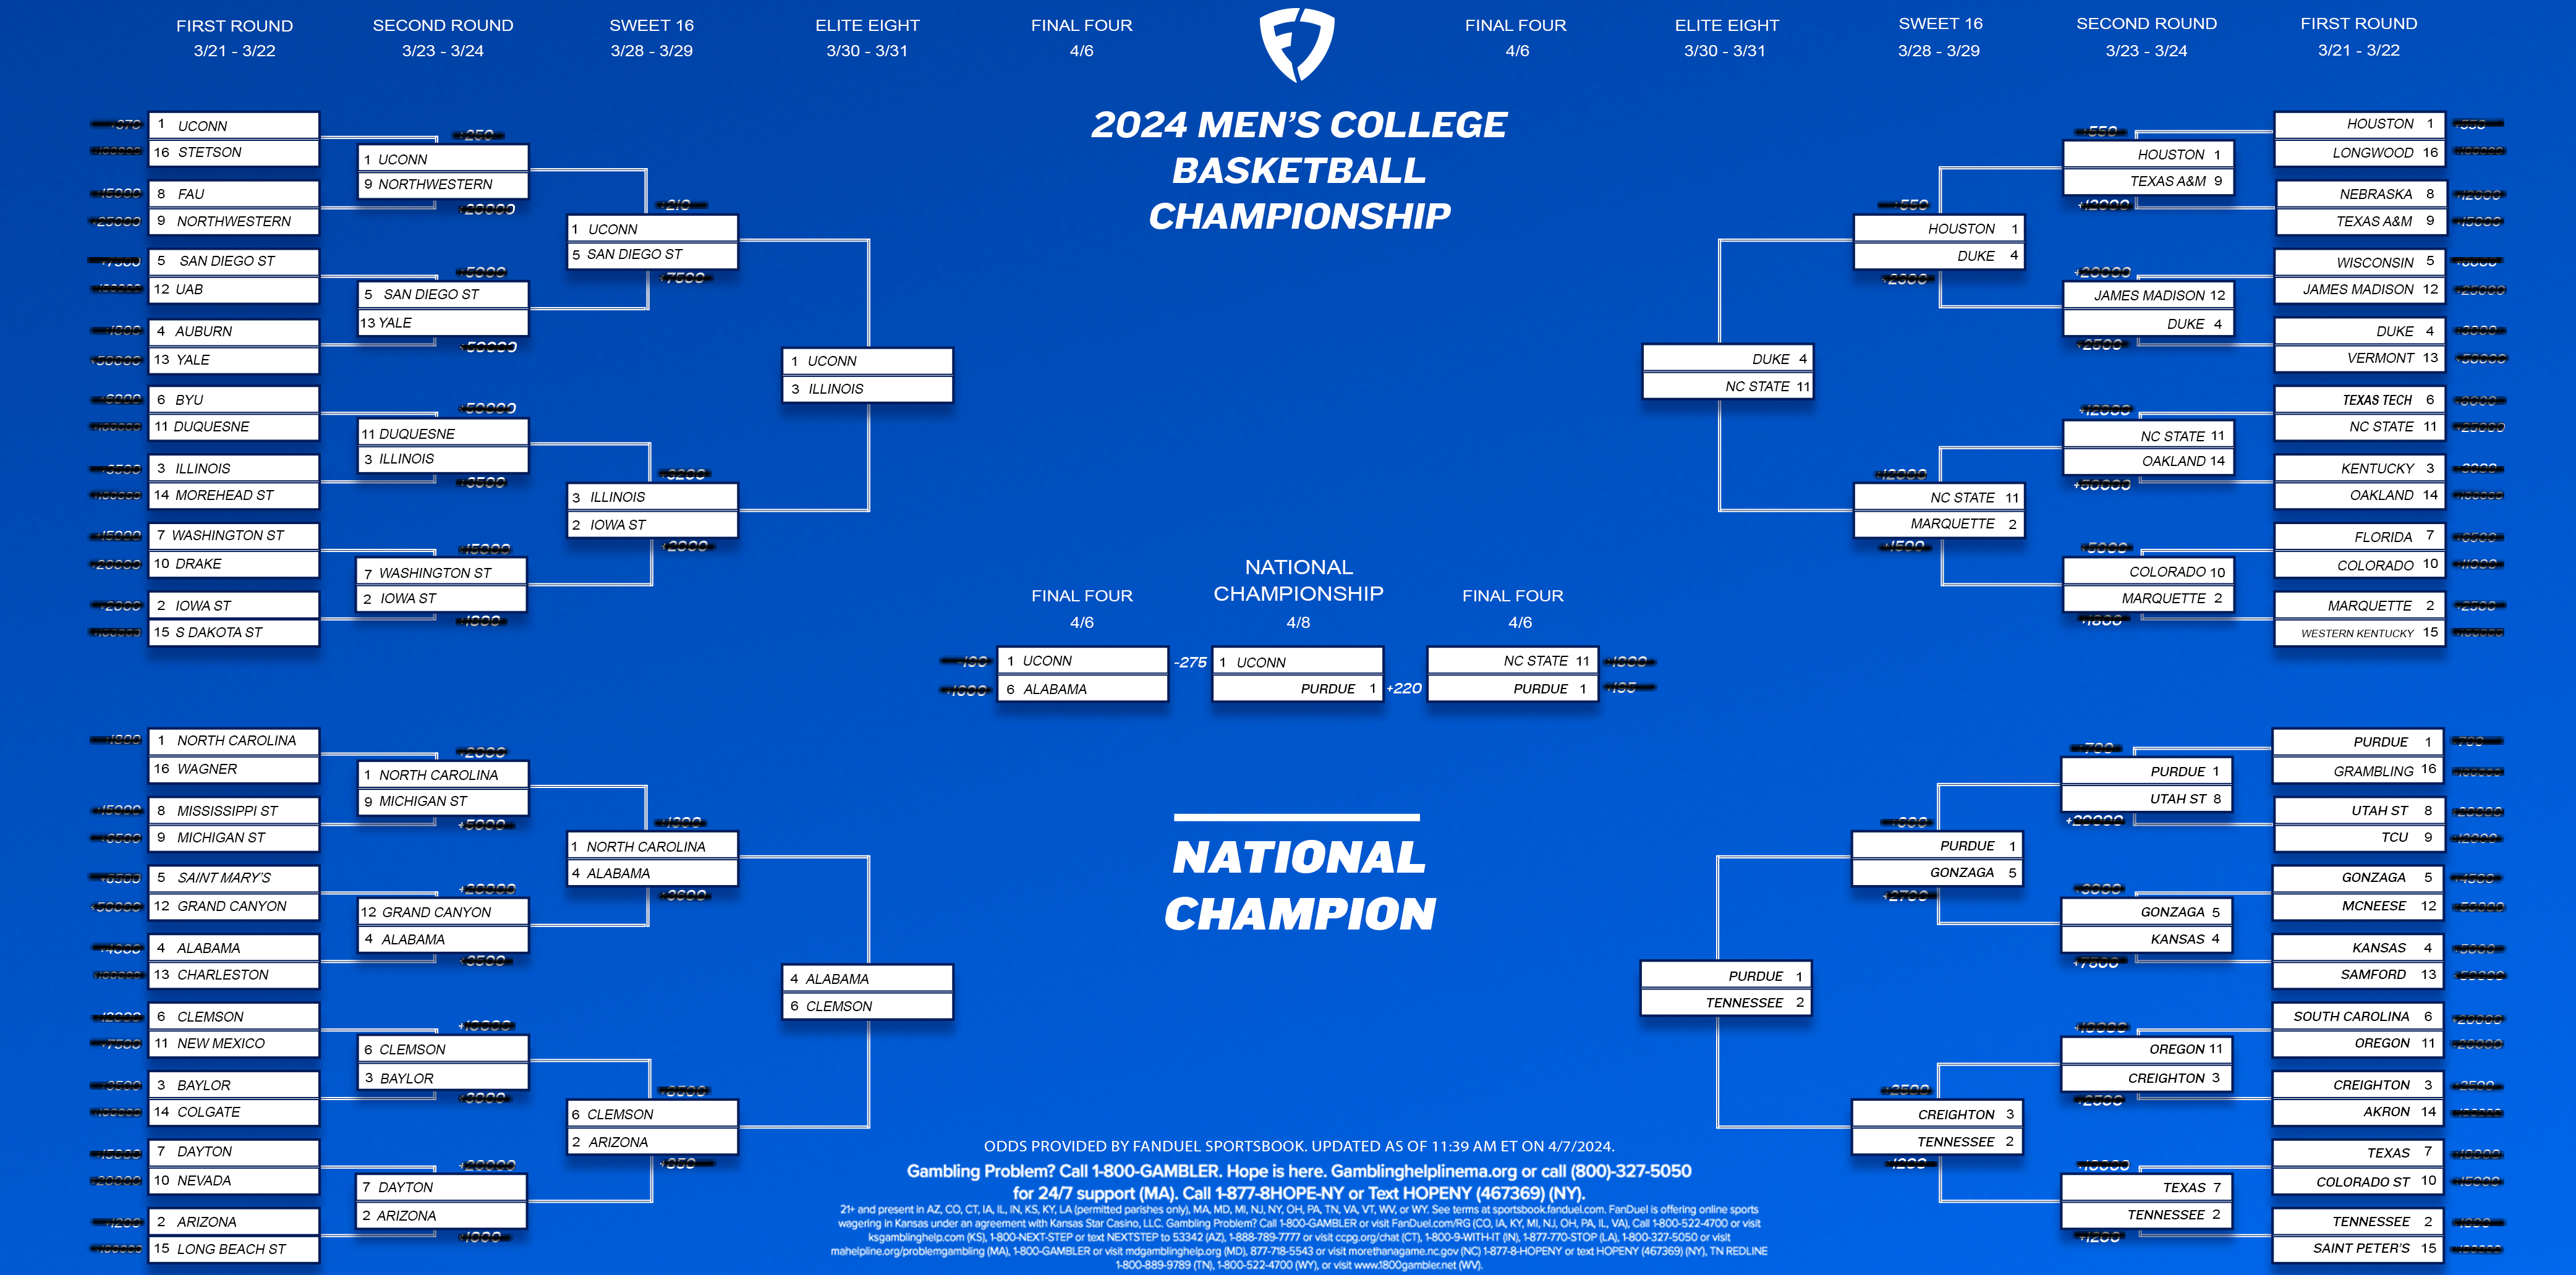 FIRST ROUND
3/21 - 3/22
SECOND ROUND
3/23 - 3/24
SWEET 16
3/28 - 3/29
ELITE EIGHT
3/30 - 3/31
FINAL FOUR
4/6
FINAL FOUR
4/6
ELITE EIGHT
3/30 - 3/31
SWEET 16
3/28 - 3/29
SECOND ROUND
3/23 - 3/24
FIRST ROUND
3/21 - 3/22
2024 MEN'S COLLEGE
BASKETBALL
CHAMPIONSHIP
1 UCONN
16 STETSON
8 FAU
9 NORTHWESTERN
5 SAN DIEGO ST
12 UAB
4 AUBURN
13 YALE
6 BYU
11 DUQUESNE
3 ILLINOIS
14 MOREHEAD ST
7 WASHINGTON ST
10 DRAKE
2 IOWA ST
15 S DAKOTA ST
1 UCONN
9 NORTHWESTERN
5 SAN DIEGO ST
13 YALE
11 DUQUESNE
3 ILLINOIS
7 WASHINGTON ST
2 IOWA ST
1 UCONN
5 SAN DIEGO ST
3 ILLINOIS
2 IOWA ST
1 UCONN
3 ILLINOIS
DUKE 4
NC STATE 11
HOUSTON 1
DUKE 4
NC STATE 11
MARQUETTE 2
HOUSTON 1
TEXAS A&M 9
JAMES MADISON 12
DUKE 4
NC STATE 11
OAKLAND 14
COLORADO 10
MARQUETTE 2
HOUSTON 1
LONGWOOD 16
NEBRASKA 8
TEXAS A&M 9
WISCONSIN 5
JAMES MADISON 12
DUKE 4
VERMONT 13
TEXAS TECH 6
NC STATE 11
KENTUCKY 3
OAKLAND 14
FLORIDA 7
COLORADO 10
MARQUETTE 2
WESTERN KENTUCKY 15
FINAL FOUR
4/6
NATIONAL
CHAMPIONSHIP
4/8
FINAL FOUR
4/6
1 UCONN
6 ALABAMA
-275
1 UCONN
PURDUE 1
+220
NC STATE 11
PURDUE 1
1 NORTH CAROLINA
16 WAGNER
8 MISSISSIPPI ST
9 MICHIGAN ST
5 SAINT MARY'S
12 GRAND CANYON
4 ALABAMA
13 CHARLESTON
6 CLEMSON
11 NEW MEXICO
3 BAYLOR
14 COLGATE
7 DAYTON
10 NEVADA
2 ARIZONA
15 LONG BEACH ST
1 NORTH CAROLINA
9 MICHIGAN ST
12 GRAND CANYON
4 ALABAMA
6 CLEMSON
3 BAYLOR
7 DAYTON
2 ARIZONA
1 NORTH CAROLINA
4 ALABAMA
6 CLEMSON
2 ARIZONA
4 ALABAMA
6 CLEMSON
NATIONAL
CHAMPION
PURDUE 1
TENNESSEE 2
PURDUE 1
GONZAGA 5
CREIGHTON 3
TENNESSEE 2
PURDUE 1
UTAH ST 8
GONZAGA 5
KANSAS 4
OREGON 11
CREIGHTON 3
TEXAS 7
TENNESSEE 2
PURDUE 1
GRAMBLING 16
UTAH ST 8
TCU 9
GONZAGA 5
MCNEESE 12
KANSAS 4
SAMFORD 13
SOUTH CAROLINA 6
OREGON 11
CREIGHTON 3
AKRON 14
TEXAS 7
COLORADO ST 10
TENNESSEE 2
SAINT PETER'S 15
ODDS PROVIDED BY FANDUEL SPORTSBOOK. UPDATED AS OF 11:39 AM ET ON 4/7/2024.
Gambling Problem? Call 1-800-GAMBLER. Hope is here. Gamblinghelplinema.org or call (800)-327-5050
for 24/7 support (MA). Call 1-877-8HOPE-NY or Text HOPENY (467369) (NY).
21+ and present in AZ, CO, CT, IA, IL, IN, KS, KY, LA (permitted parishes only), MA, MD, MI, NJ, NY, OH, PA, TN, VA, VT, WV, or WY. See terms at sportsbook.fanduel.com. FanDuel is offering online sports
wagering in Kansas under an agreement with Kansas Star Casino, LLC. Gambling Problem? Call 1-800-GAMBLER or visit FanDuel.com/RG (CO, IA, KY, MI, NJ, OH, PA, IL, VA), Call 1-800-522-4700 or visit
ksgamblinghelp.com (KS), 1-800-NEXT-STEP or text NEXTSTEP to 53342 (AZ), 1-888-789-7777 or visit ccpg.org/chat (CT), 1-800-9-WITH-IT (IN), 1-877-770-STOP (LA), 1-800-327-5050 or visit
mahelpline.org/problemgambling (MA), 1-800-GAMBLER or visit mdgamblinghelp.org (MD), 877-718-5543 or visit morethanagame.nc.gov (NC) 1-877-8-HOPENY or text HOPENY (467369) (NY), TN REDLINE
1-800-889-9789 (TN), 1-800-522-4700 (WY), or visit www.1800gambler.net (WV).